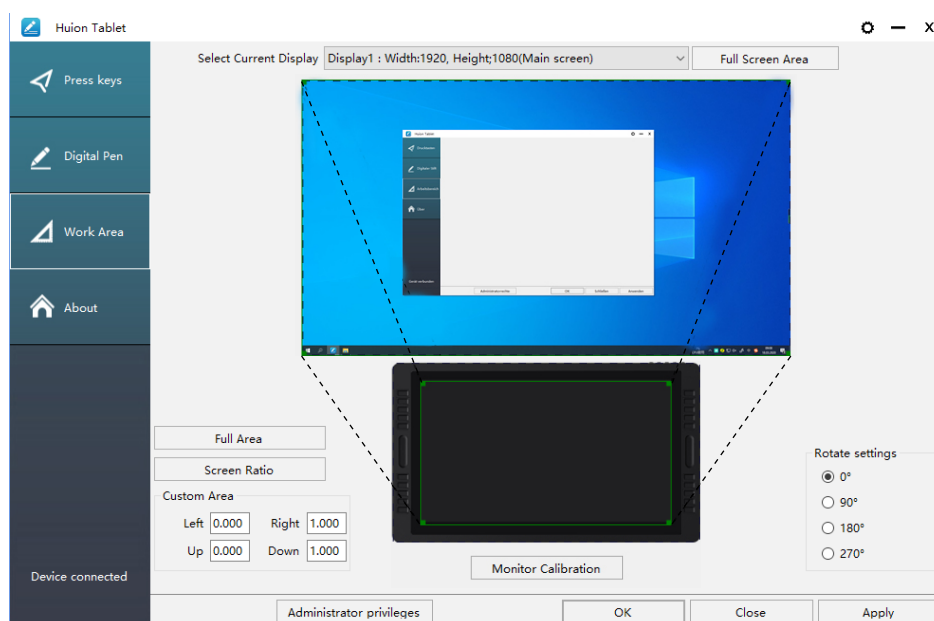 Huion Tablet
Select Current Display Display1 : Width:1920, Height;1080(Main screen) Full Screen Area
Press keys
Digital Pen
Work Area
About
Huion Tablet
Full Area
Screen Ratio
Custom Area
Left 0.000 Right 1.000
Up 0.000 Down 1.000
Rotate settings
0°
90°
180°
270°
Monitor Calibration
Device connected
Administrator privileges OK Close Apply